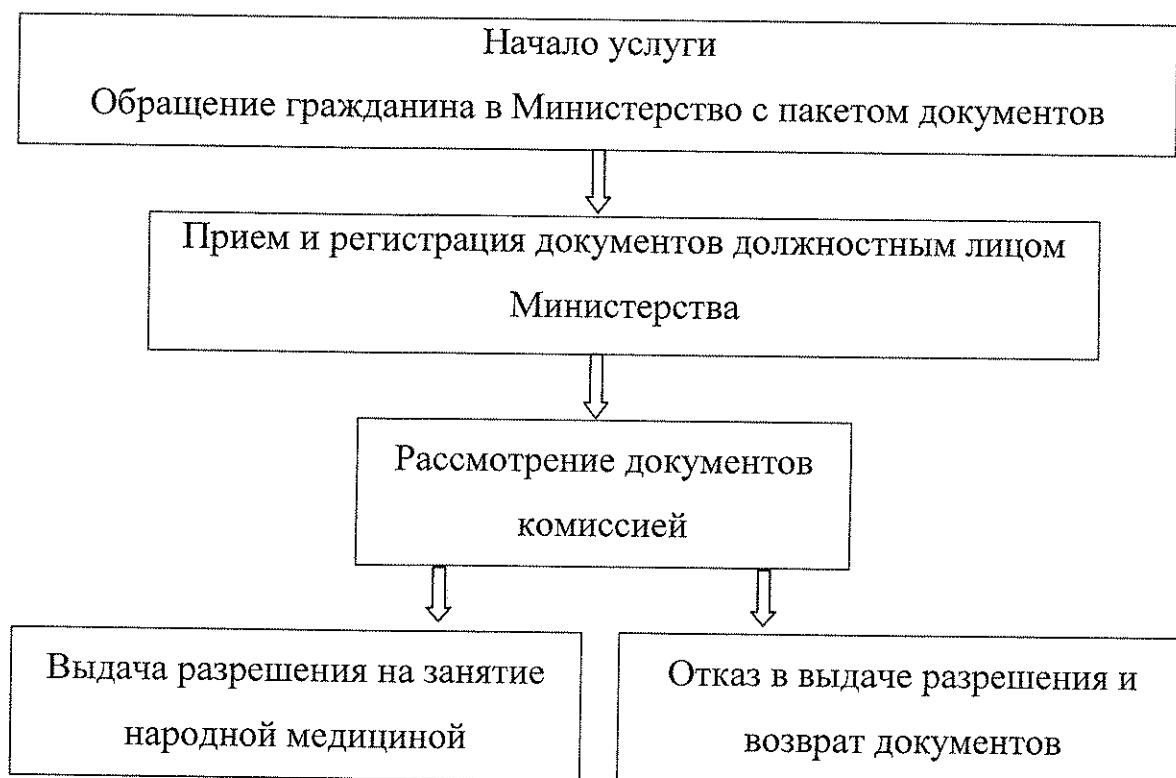 Начало услуги
Обращение гражданина в Министерство с пакетом документов
Прием и регистрация документов должностным лицом
Министерства
Рассмотрение документов
комиссией
Выдача разрешения на занятие
народной медициной
Отказ в выдаче разрешения и
возврат документов